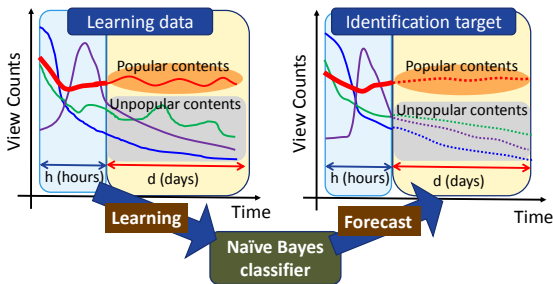 Learning data
View Counts
Popular contents
Unpopular contents
h (hours)
d (days)
Time
Identification target
View Counts
Popular contents
Unpopular contents
h (hours)
d (days)
Time
Learning
Forecast
Naïve Bayes
classifier